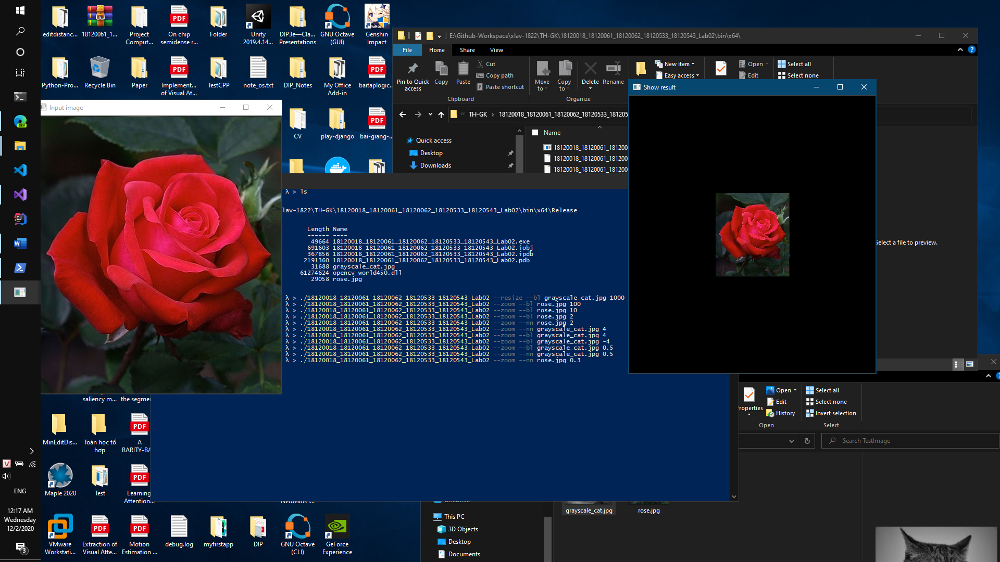 editdistanc...
18120061_1...
Project Comput...
On chip semidense r...
Folder
Unity 2019.4.14...
DIP3e—Cla... Presentations
GNU Octave (GUI)
Genshin Impact
Python-Pro...
Recycle Bin
Paper
Implement... of Visual At...
TestCPP
note_os.txt
DIP_Notes
My Office Add-in
baitaplogic...
CV
play-django
bai-giang-...
Input image
E:\Github-Workspace\xlav-1822\TH-GK\18120018_18120061_18120062_18120533_18120543_Lab02\bin\x64\
File
Home
Share
View
Pin to Quick access
Copy
Paste
Cut
Copy path
Paste shortcut
Clipboard
Move to
Copy to
Delete
Rename
Organize
New item
Easy access
Open
Edit
Select all
Select none
TH-GK
18120018_18120061_18120062_18120533_181205
Quick access
Desktop
Downloads
Name
18120018_18120061_181200
18120018_18120061_181200
18120018_18120061_181200
Show result
Select a file to preview.
λ > ls
lav-1822\TH-GK\18120018_18120061_18120062_18120533_18120543_Lab02\bin\x64\Release
Length Name
------ ----
49664 18120018_18120061_18120062_18120533_18120543_Lab02.exe
691603 18120018_18120061_18120062_18120533_18120543_Lab02.iobj
367856 18120018_18120061_18120062_18120533_18120543_Lab02.ipdb
2191360 18120018_18120061_18120062_18120533_18120543_Lab02.pdb
31688 grayscale_cat.jpg
61274624 opencv_world450.dll
29058 rose.jpg
λ > ./18120018_18120061_18120062_18120533_18120543_Lab02 --resize --bl grayscale_cat.jpg 1000
λ > ./18120018_18120061_18120062_18120533_18120543_Lab02 --zoom --bl rose.jpg 100
λ > ./18120018_18120061_18120062_18120533_18120543_Lab02 --zoom --bl rose.jpg 10
λ > ./18120018_18120061_18120062_18120533_18120543_Lab02 --zoom --bl rose.jpg 2
λ > ./18120018_18120061_18120062_18120533_18120543_Lab02 --zoom --nn rose.jpg 2
λ > ./18120018_18120061_18120062_18120533_18120543_Lab02 --zoom --nn grayscale_cat.jpg 4
λ > ./18120018_18120061_18120062_18120533_18120543_Lab02 --zoom --bl grayscale_cat.jpg 4
λ > ./18120018_18120061_18120062_18120533_18120543_Lab02 --zoom --bl grayscale_cat.jpg -4
λ > ./18120018_18120061_18120062_18120533_18120543_Lab02 --zoom --bl grayscale_cat.jpg 0.5
λ > ./18120018_18120061_18120062_18120533_18120543_Lab02 --zoom --nn grayscale_cat.jpg 0.5
λ > ./18120018_18120061_18120062_18120533_18120543_Lab02 --zoom --nn rose.jpg 0.3
saliency m...
the segmen
MinEditDis...
Toán học tổ hợp
A RARITY-BA
Maple 2020
Test
Learning Attention...
VMware Workstati...
Extraction of Visual Atte...
Motion Estimation ...
debug.log
myfirstapp
DIP
GNU Octave (CLI)
GeForce Experience
roperties
Open
Edit
History
Open
Select all
Select none
Invert selection
Select
Search TestImage
This PC
3D Objects
Desktop
Documents
grayscale_cat.jpg
rose.jpg
ENG
12:17 AM
Wednesday
12/2/2020
3